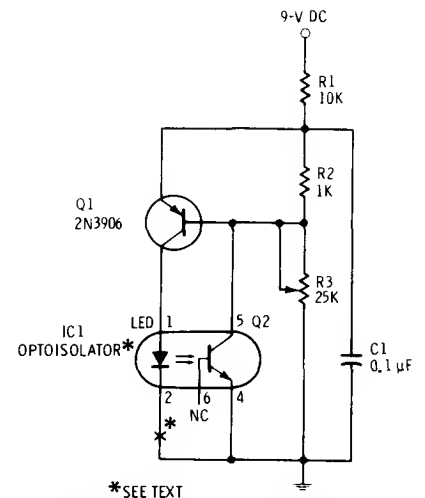 9-V DC
R1
10K
R2
1K
Q1
2N3906
R3
25K
LED 1 5 Q2
IC1
OPTOISOLATOR*
C1
0.1 µF
2 6 4
*
NC
*SEE TEXT